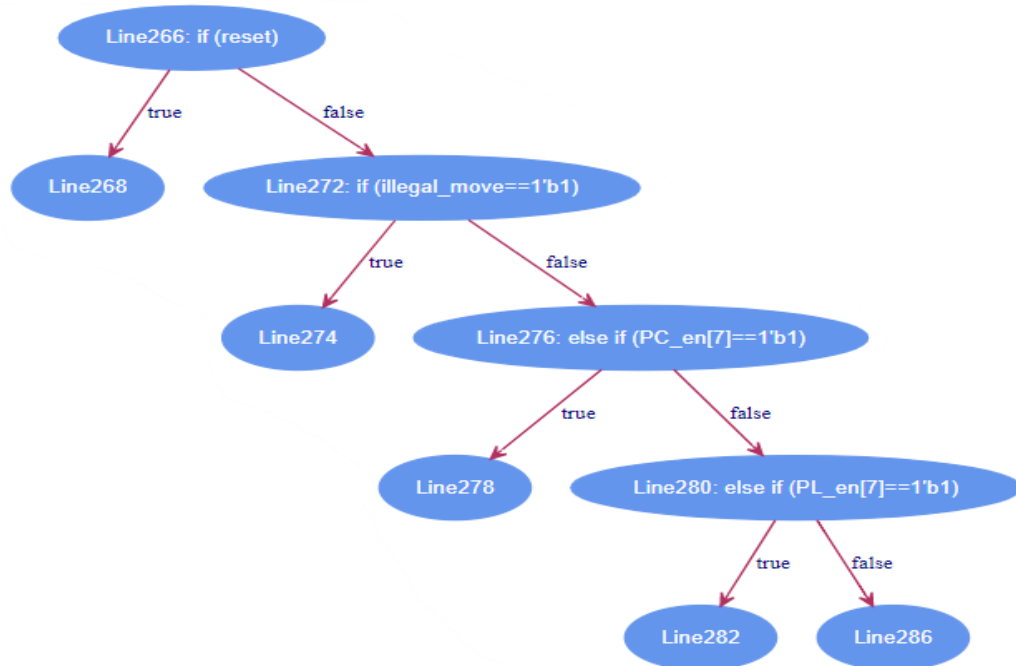 Line266: if (reset)
true
false
Line268
Line272: if (illegal_move==1'b1)
true
false
Line274
Line276: else if (PC_en[7]==1'b1)
true
false
Line278
Line280: else if (PL_en[7]==1'b1)
true
false
Line282
Line286